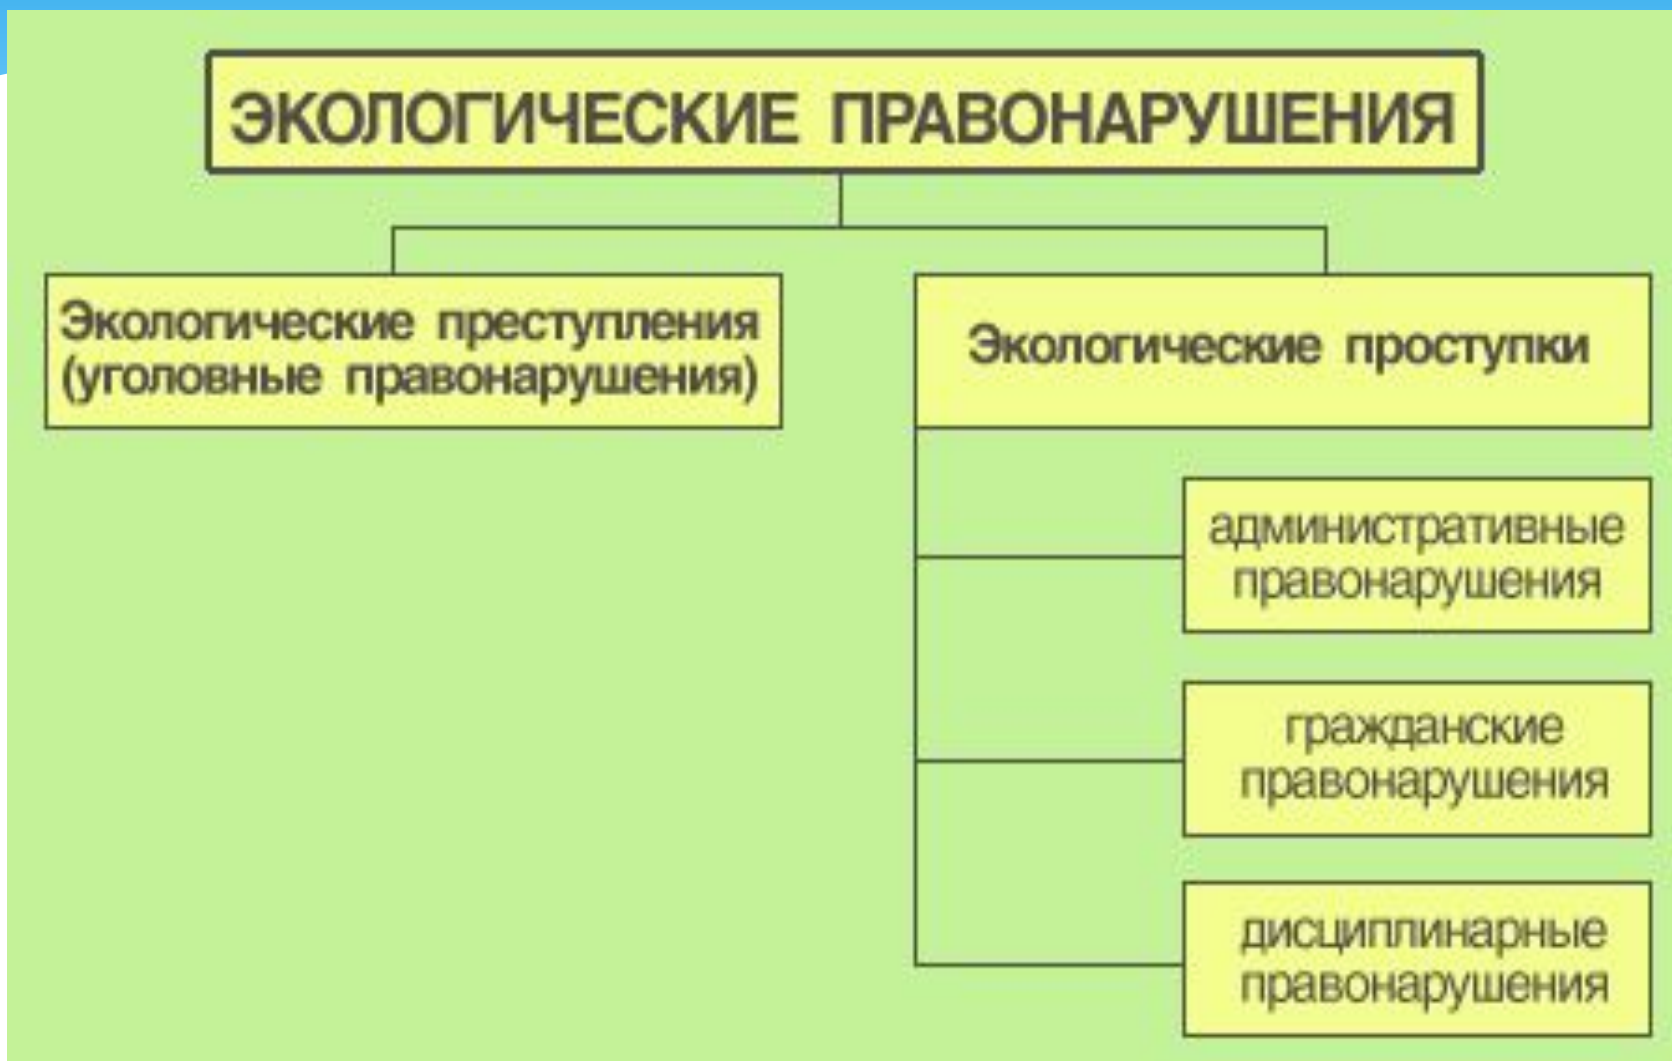 ЭКОЛОГИЧЕСКИЕ ПРАВОНАРУШЕНИЯ
Экологические преступления
(уголовные правонарушения)
Экологические проступки
административные
правонарушения
гражданские
правонарушения
дисциплинарные
правонарушения